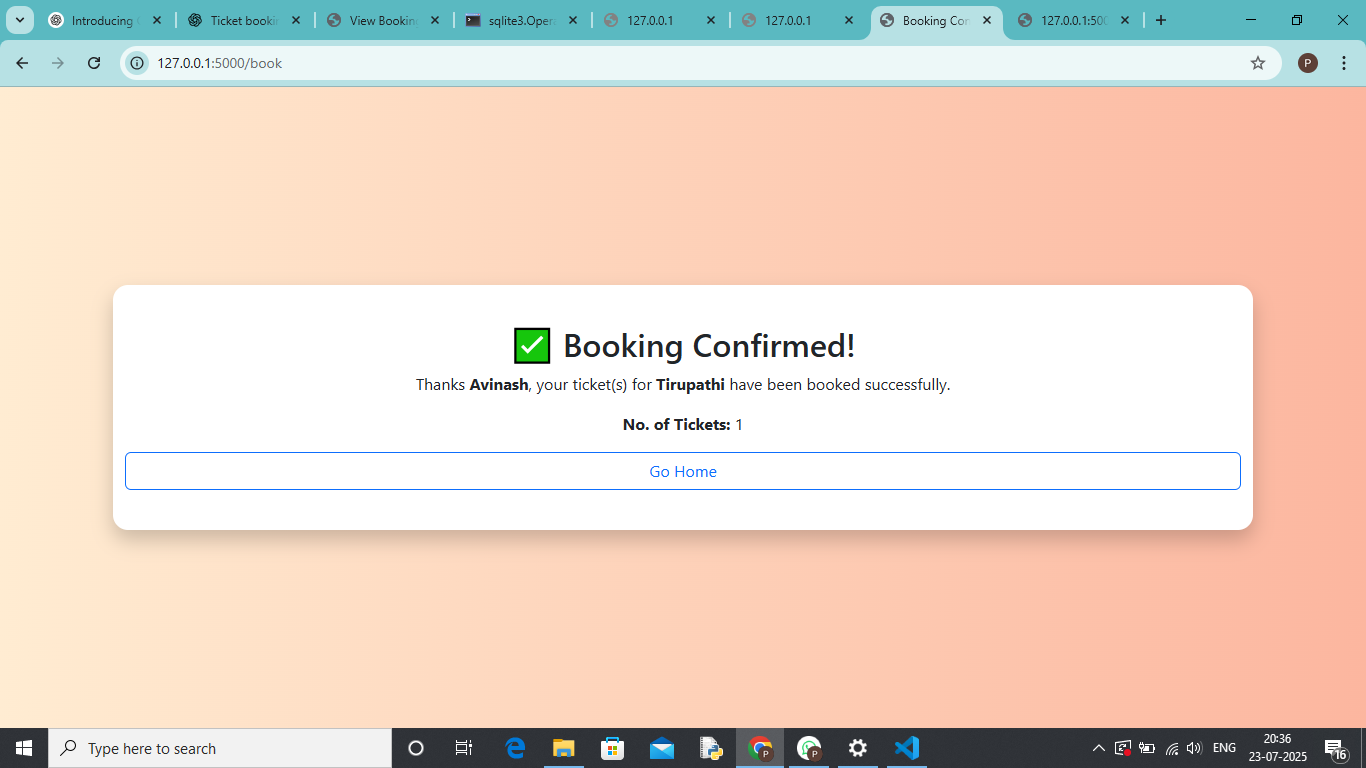 Introducing
Ticket bookin
View Booking
sqlite3.Opera
127.0.0.1
127.0.0.1
Booking Con
127.0.0.1:500
127.0.0.1:5000/book
P
✅ Booking Confirmed!
Thanks Avinash, your ticket(s) for Tirupathi have been booked successfully.
No. of Tickets: 1
Go Home
Type here to search
P
P
ENG
20:36
23-07-2025
16